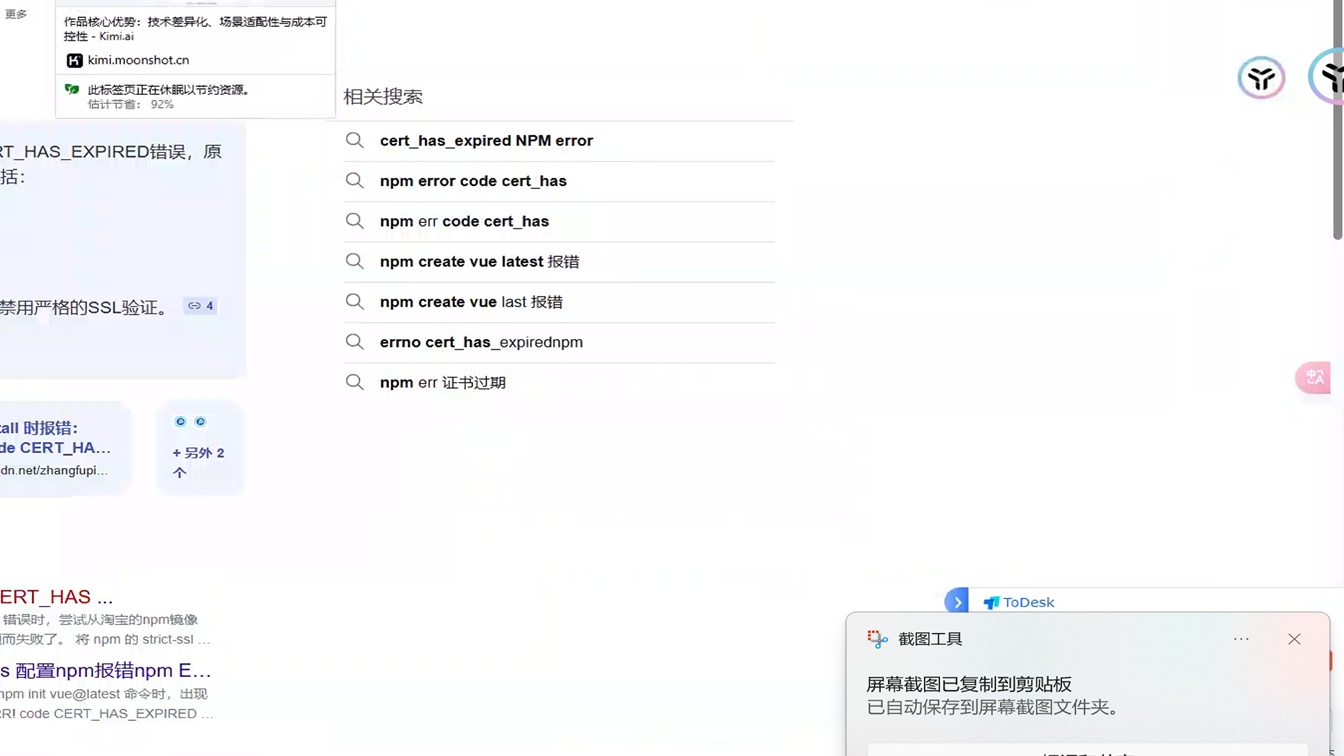 更多
作品核心优势：技术差异化、场景适配性与成本可
控性 - Kimi.ai
kimi.moonshot.cn
此标签页正在休眠以节约资源。
估计节省： 92%
RT_HAS_EXPIRED错误，原
括：
禁用严格的SSL验证。 4
all 时报错：
de CERT_HA...
dn.net/zhangfupi...
+ 另外 2
个
相关搜索
cert_has_expired NPM error
npm error code cert_has
npm err code cert_has
npm create vue latest 报错
npm create vue last 报错
errno cert_has_expirednpm
npm err 证书过期
ERT_HAS ...
错误时，尝试从淘宝的npm镜像
而失败了。 将 npm 的 strict-ssl ...
s 配置npm报错npm E...
npm init vue@latest 命令时，出现
R! code CERT_HAS_EXPIRED ...
ToDesk
截图工具
屏幕截图已复制到剪贴板
已自动保存到屏幕截图文件夹。